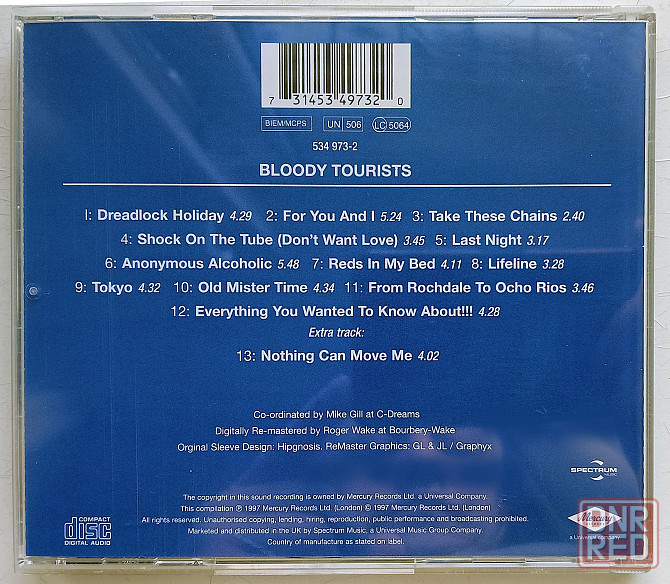 7 31453 49732 0
BIEM/MCPS UN 506 LC 5064
534 973-2
BLOODY TOURISTS
1: Dreadlock Holiday 4.29 2: For You And I 5.24 3: Take These Chains 2.40
4: Shock On The Tube (Don't Want Love) 3.45 5: Last Night 3.17
6: Anonymous Alcoholic 5.48 7: Reds In My Bed 4.11 8: Lifeline 3.28
9: Tokyo 4.32 10: Old Mister Time 4.34 11: From Rochdale To Ocho Rios 3.46
12: Everything You Wanted To Know About!!! 4.28
Extra track:
13: Nothing Can Move Me 4.02
Co-ordinated by Mike Gill at C-Dreams
Digitally Re-mastered by Roger Wake at Bourbery-Wake
Orginal Sleeve Design: Hipgnosis. ReMaster Graphics: GL & JL / Graphyx
SPECTRUM
MUSIC
The copyright in this sound recording is owned by Mercury Records Ltd. a Universal Company.
This compilation ℗ 1997 Mercury Records Ltd. (London) © 1997 Mercury Records Ltd. (London)
All rights reserved. Unauthorised copying, lending, hiring, reproduction, public performance and broadcasting prohibited.
Marketed and distributed in the UK by Spectrum Music, a Universal Music Group Company.
Country of manufacture as stated on label.
COMPACT
disc
DIGITAL AUDIO
Mercury
a Universal company
RED